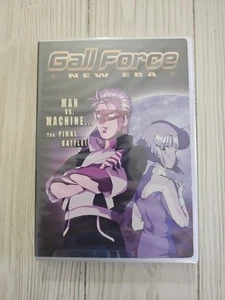 Gall Force
NEW ERA
MAN
VS.
MACHINE...
The FINAL
BATTLE!